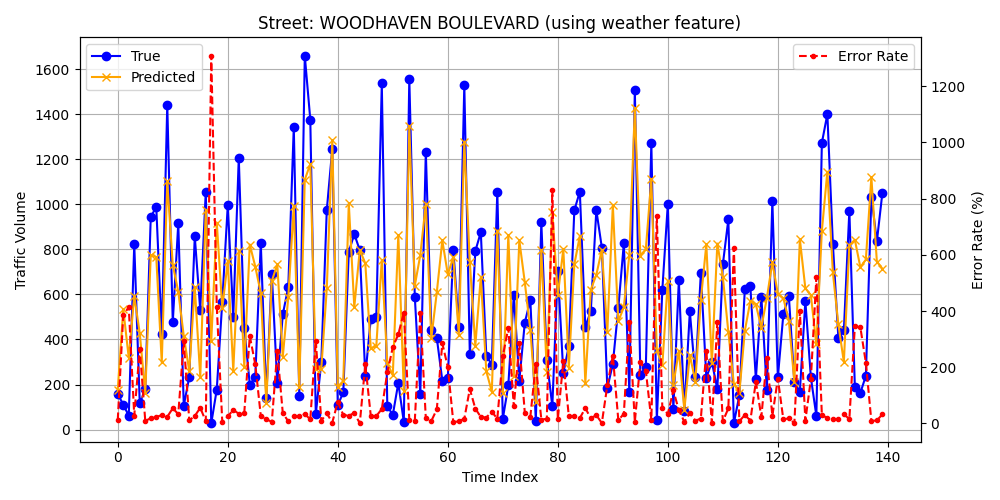 Street: WOODHAVEN BOULEVARD (using weather feature)
True
Predicted
Error Rate
1600
1400
1200
1000
800
600
400
200
0
Traffic Volume
1200
1000
800
600
400
200
0
Error Rate (%)
0 20 40 60 80 100 120 140
Time Index